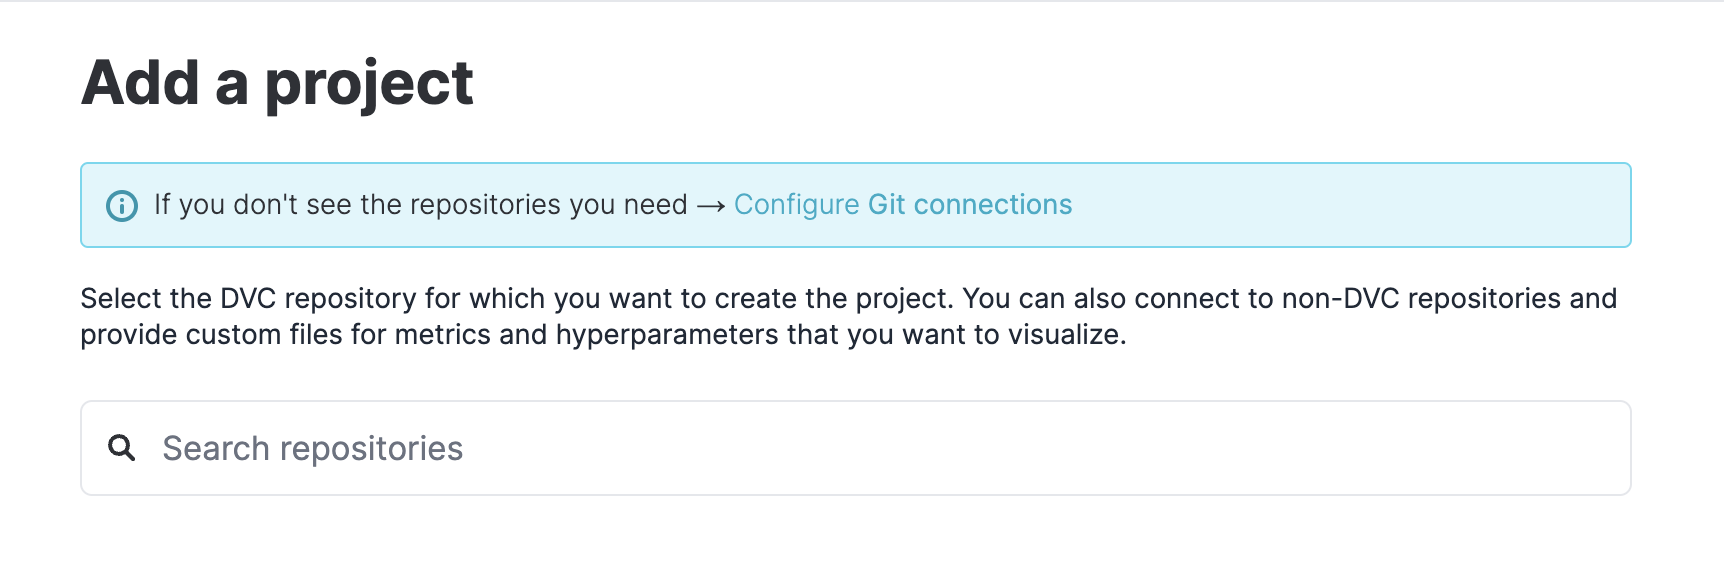 Add a project
If you don't see the repositories you need → Configure Git connections
Select the DVC repository for which you want to create the project. You can also connect to non-DVC repositories and
provide custom files for metrics and hyperparameters that you want to visualize.
Search repositories